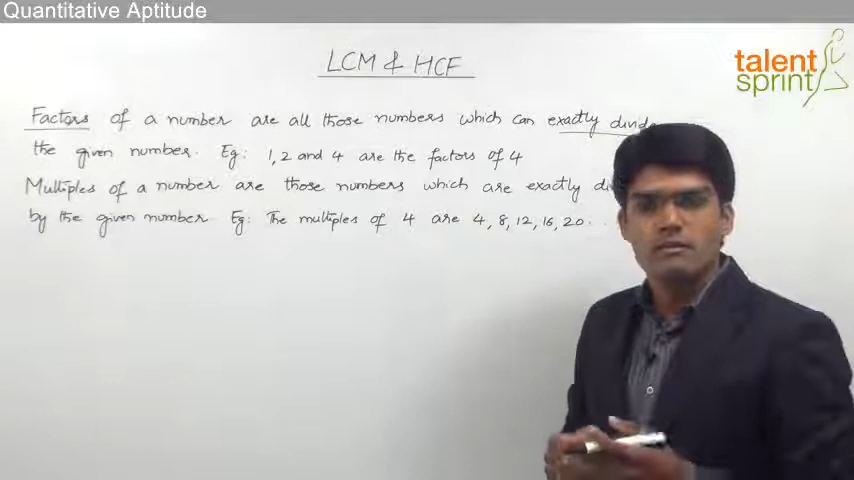 Quantitative Aptitude
LCM & HCF
talent
sprint
Factors of a number are all those numbers which can exactly divide
the given number. Eg: 1, 2 and 4 are the factors of 4
Multiples of a number are those numbers which are exactly
by the given number Eg: The multiples of 4 are 4, 8, 12, 16, 20...